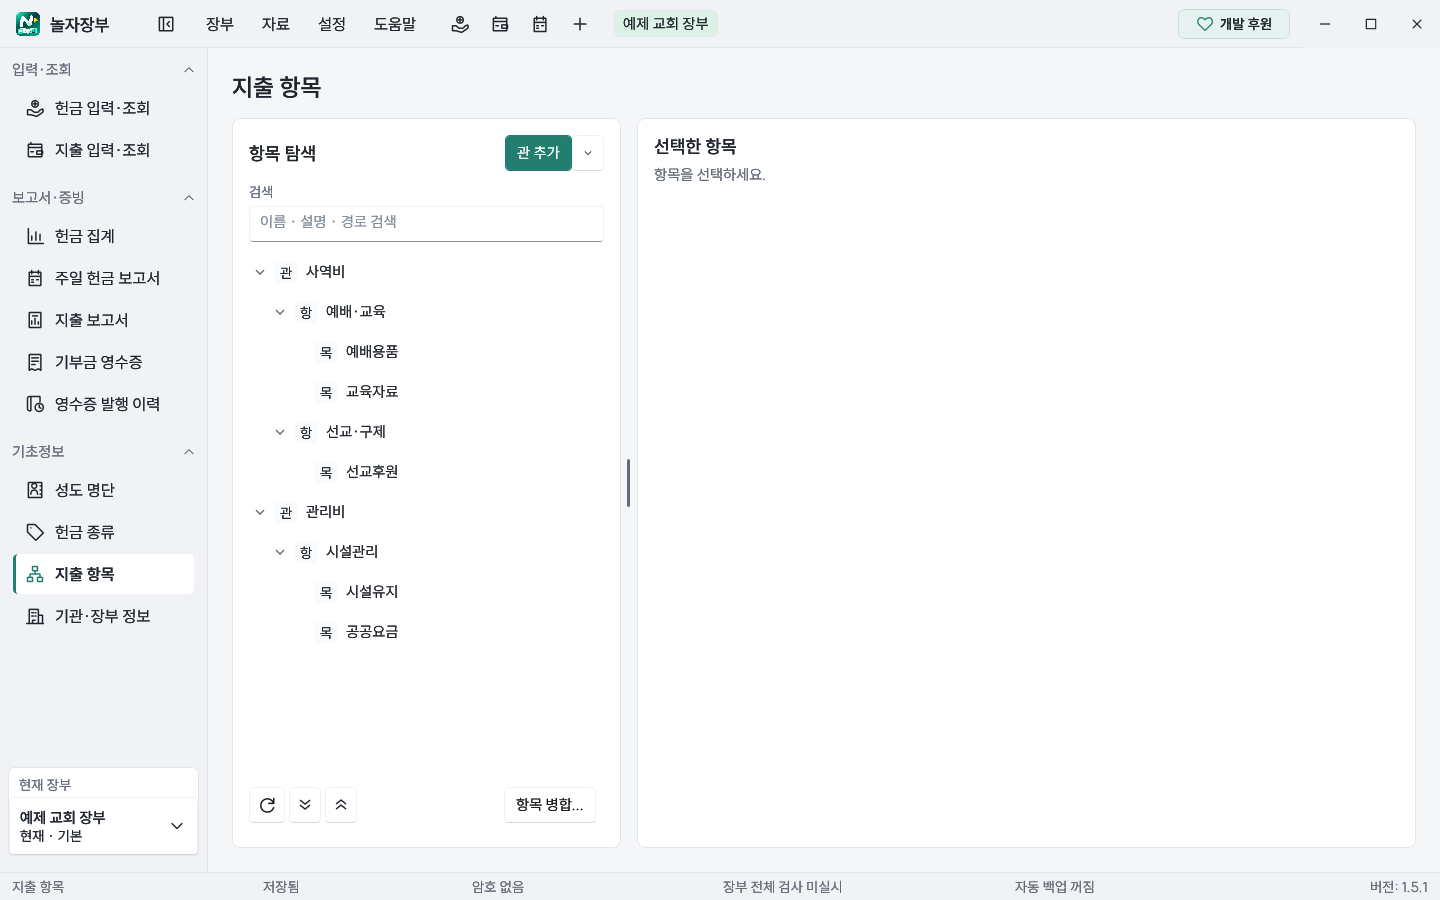 놀자장부
장부 자료 설정 도움말
예제 교회 장부
개발 후원
입력·조회
헌금 입력·조회
지출 입력·조회
보고서·증빙
헌금 집계
주일 헌금 보고서
지출 보고서
기부금 영수증
영수증 발행 이력
기초정보
성도 명단
헌금 종류
지출 항목
기관·장부 정보
현재 장부
예제 교회 장부
현재 · 기본
지출 항목
항목 탐색
관 추가
검색
이름 · 설명 · 경로 검색
관 사역비
항 예배·교육
목 예배용품
목 교육자료
항 선교·구제
목 선교후원
관 관리비
항 시설관리
목 시설유지
목 공공요금
항목 병합...
선택한 항목
항목을 선택하세요.
지출 항목
저장됨
암호 없음
장부 전체 검사 미실시
자동 백업 꺼짐
버전: 1.5.1